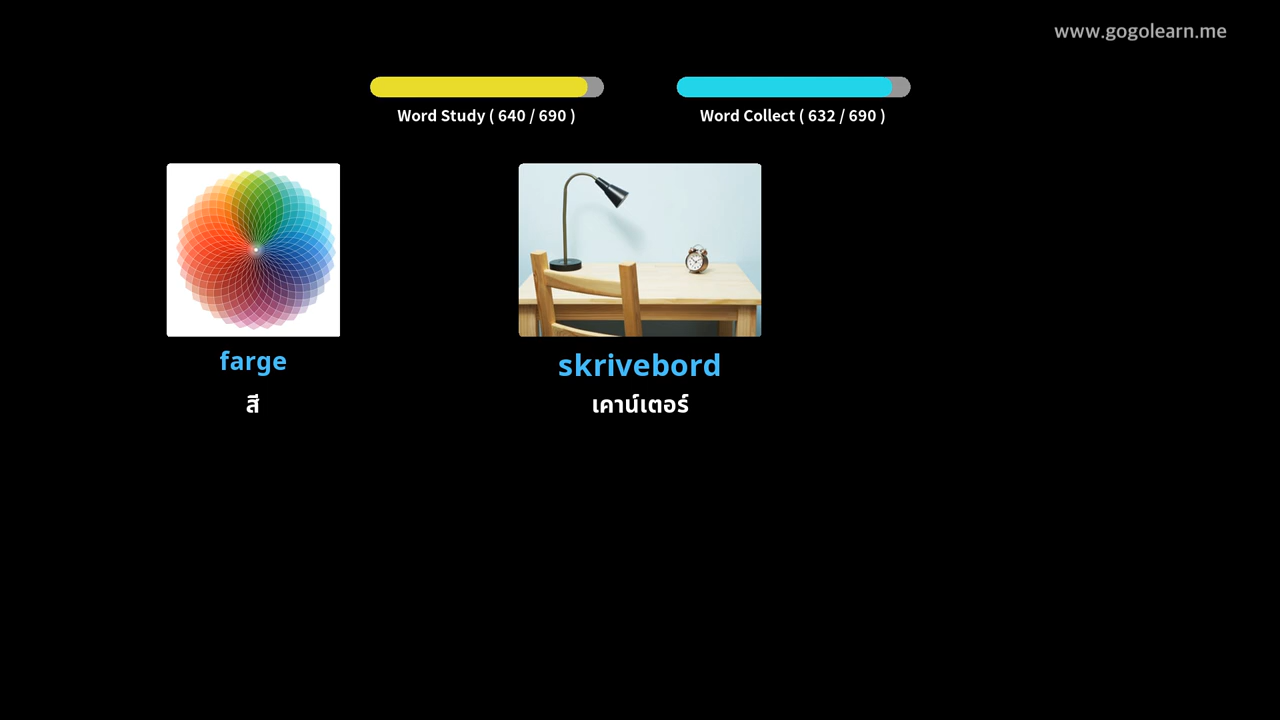 www.gogolearn.me
Word Study ( 640 / 690 )
Word Collect ( 632 / 690 )
farge
skrivebord
สี
เคาน์เตอร์